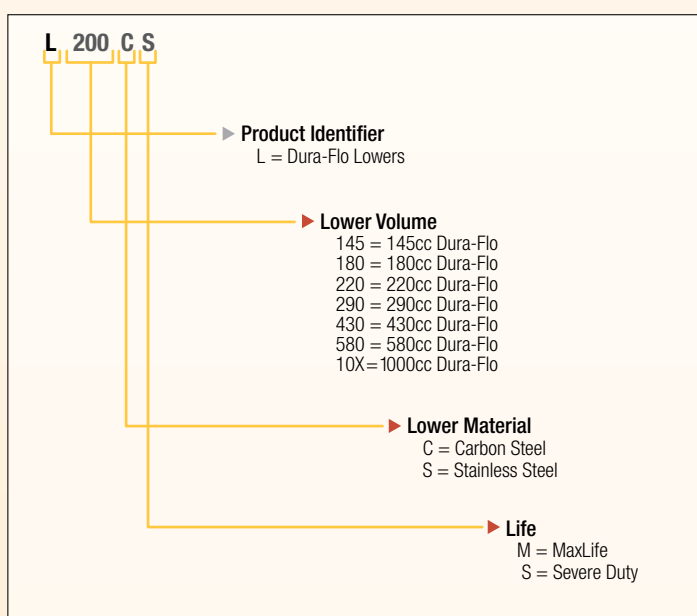 L 200 C S
Product Identifier
L = Dura-Flo Lowers
Lower Volume
145 = 145cc Dura-Flo
180 = 180cc Dura-Flo
220 = 220cc Dura-Flo
290 = 290cc Dura-Flo
430 = 430cc Dura-Flo
580 = 580cc Dura-Flo
10X=1000cc Dura-Flo
Lower Material
C = Carbon Steel
S = Stainless Steel
Life
M = MaxLife
S = Severe Duty